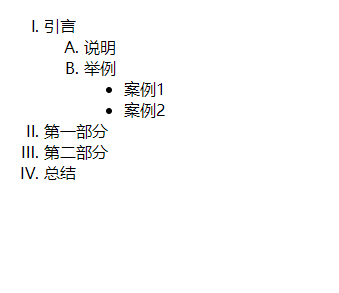 I. 引言
A. 说明
B. 举例
• 案例1
• 案例2
II. 第一部分
III. 第二部分
IV. 总结